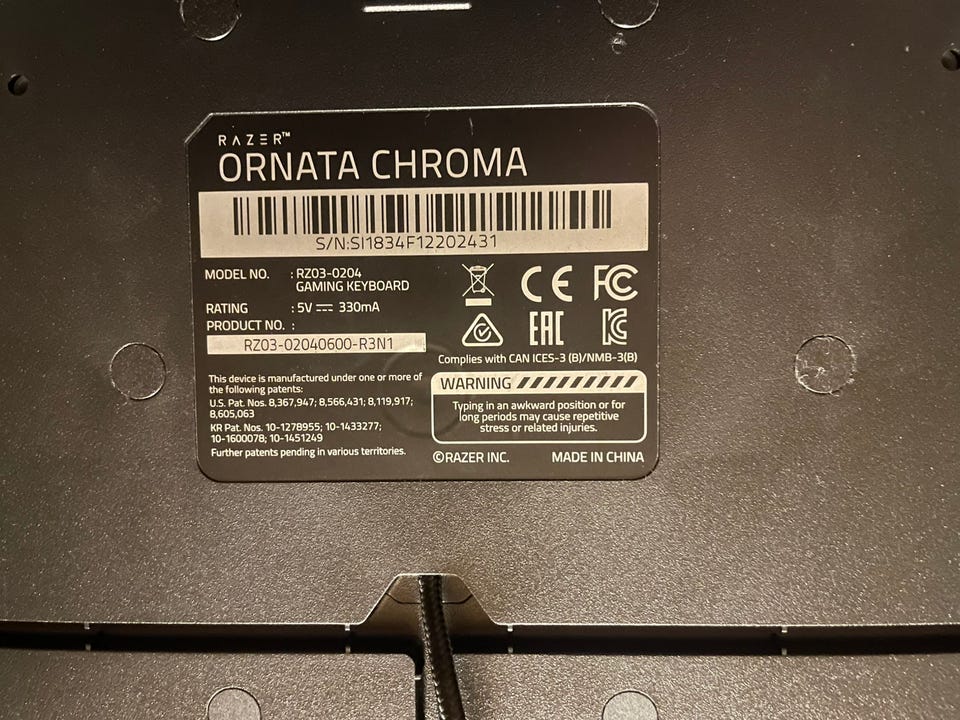 RAZER™
ORNATA CHROMA
S/N:SI1834F12202431
MODEL NO. : RZ03-0204
GAMING KEYBOARD
RATING : 5V ⎓ 330mA
PRODUCT NO. :
RZ03-02040600-R3N1
This device is manufactured under one or more of
the following patents:
U.S. Pat. Nos. 8,367,947; 8,566,431; 8,119,917;
8,605,063
KR Pat. Nos. 10-1278955; 10-1433277;
10-1600078; 10-1451249
Further patents pending in various territories.
CE FC
EAC KC
Complies with CAN ICES-3 (B)/NMB-3(B)
WARNING
Typing in an awkward position or for
long periods may cause repetitive
stress or related injuries.
©RAZER INC. MADE IN CHINA